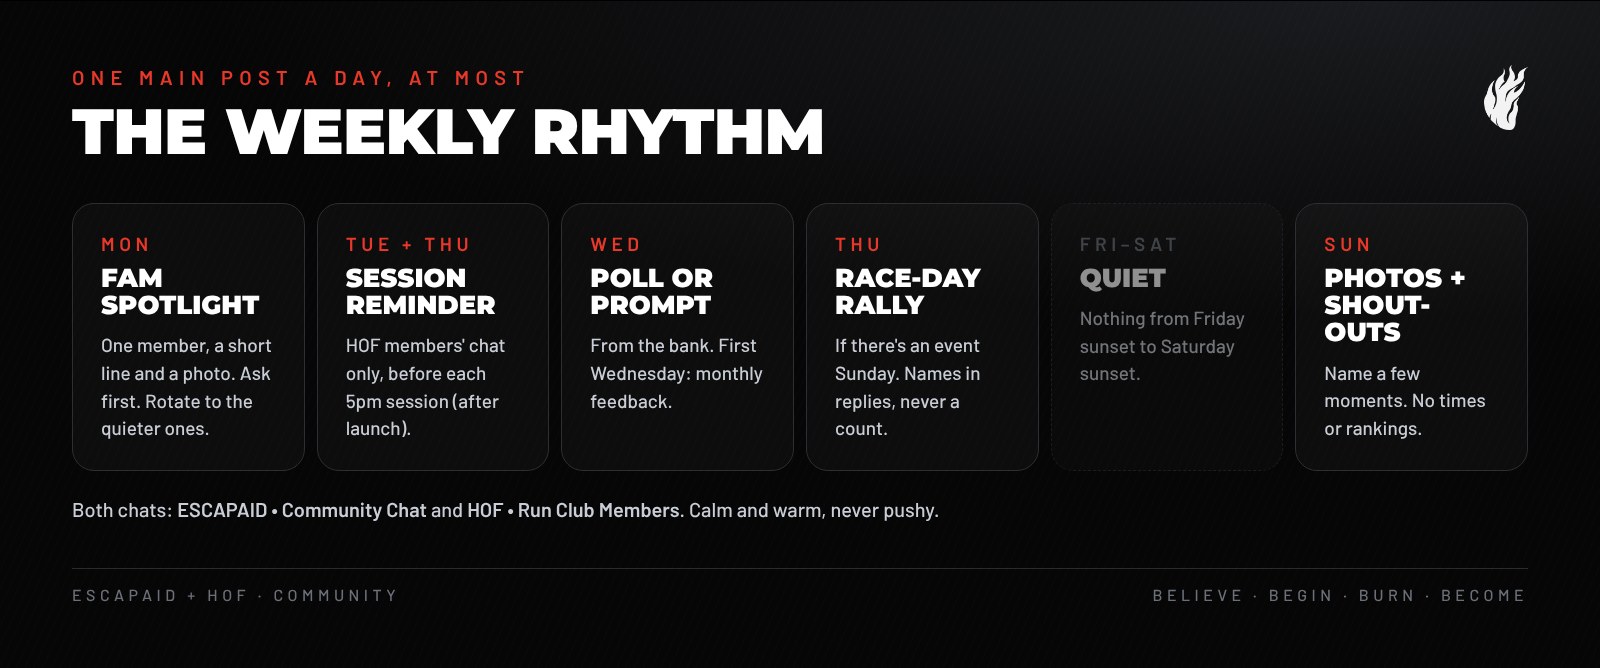 ONE MAIN POST A DAY, AT MOST
THE WEEKLY RHYTHM
MON
FAM
SPOTLIGHT
One member, a short
line and a photo. Ask
first. Rotate to the
quieter ones.
TUE + THU
SESSION
REMINDER
HOF members' chat
only, before each
5pm session (after
launch).
WED
POLL OR
PROMPT
From the bank. First
Wednesday: monthly
feedback.
THU
RACE-DAY
RALLY
If there's an event
Sunday. Names in
replies, never a
count.
FRI–SAT
QUIET
Nothing from Friday
sunset to Saturday
sunset.
SUN
PHOTOS +
SHOUT-
OUTS
Name a few
moments. No times
or rankings.
Both chats: ESCAPAID • Community Chat and HOF • Run Club Members. Calm and warm, never pushy.
ESCAPAID + HOF · COMMUNITY
BELIEVE · BEGIN · BURN · BECOME